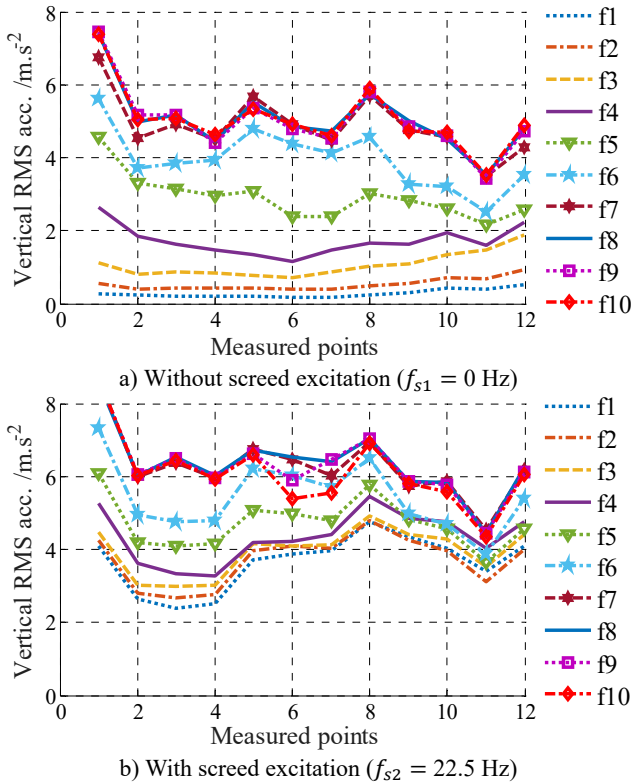 8
6
4
2
0
Vertical RMS acc. /m.s²
0 2 4 6 8 10 12
Measured points
f1
f2
f3
f4
f5
f6
f7
f8
f9
f10
a) Without screed excitation (fₛ₁ = 0 Hz)
8
6
4
2
0
Vertical RMS acc. /m.s⁻²
0 2 4 6 8 10 12
Measured points
f1
f2
f3
f4
f5
f6
f7
f8
f9
f10
b) With screed excitation (fₛ₂ = 22.5 Hz)